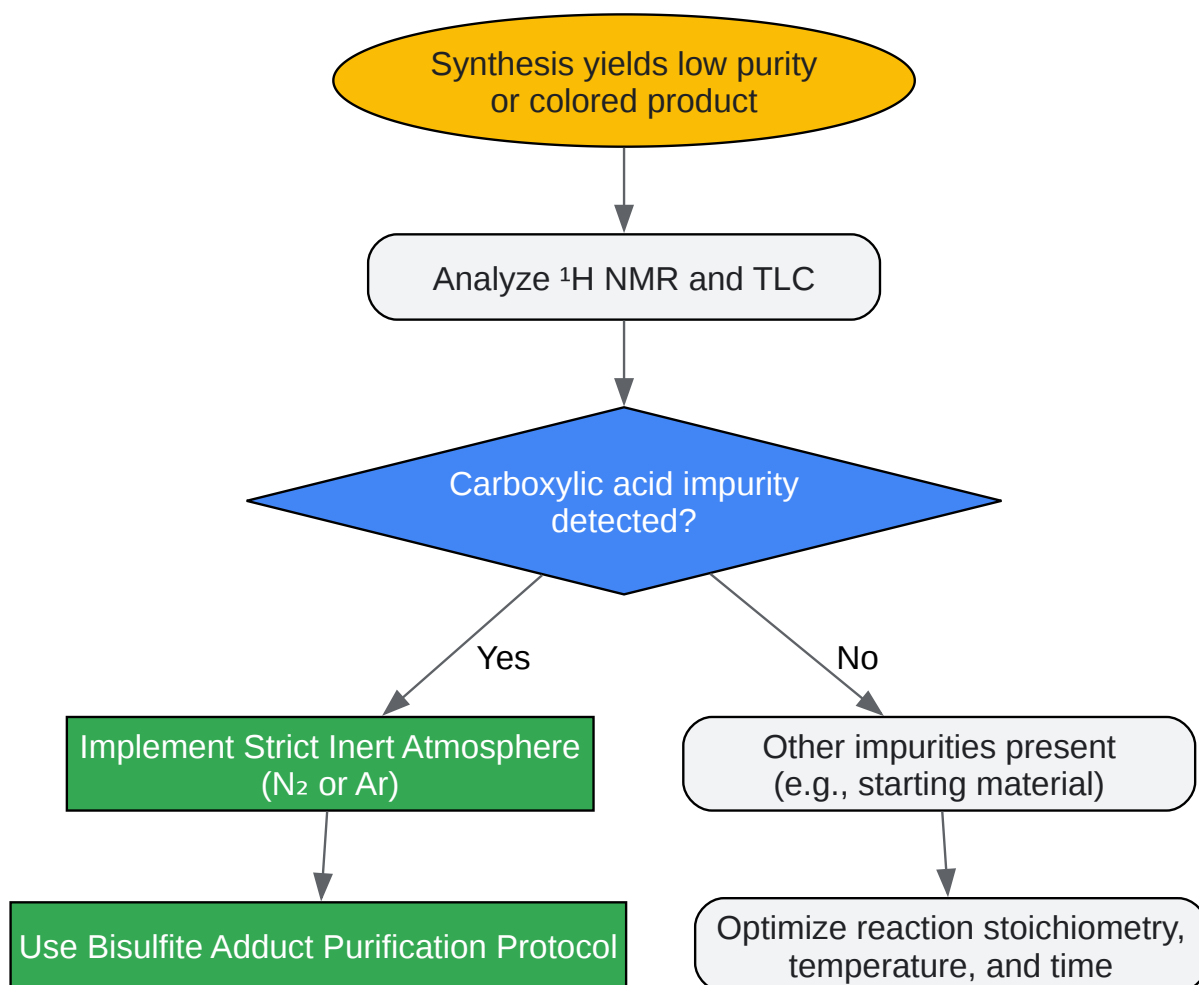 Synthesis yields low purity
or colored product
Analyze ¹H NMR and TLC
Carboxylic acid impurity
detected?
Yes
No
Implement Strict Inert Atmosphere
(N₂ or Ar)
Other impurities present
(e.g., starting material)
Use Bisulfite Adduct Purification Protocol
Optimize reaction stoichiometry,
temperature, and time